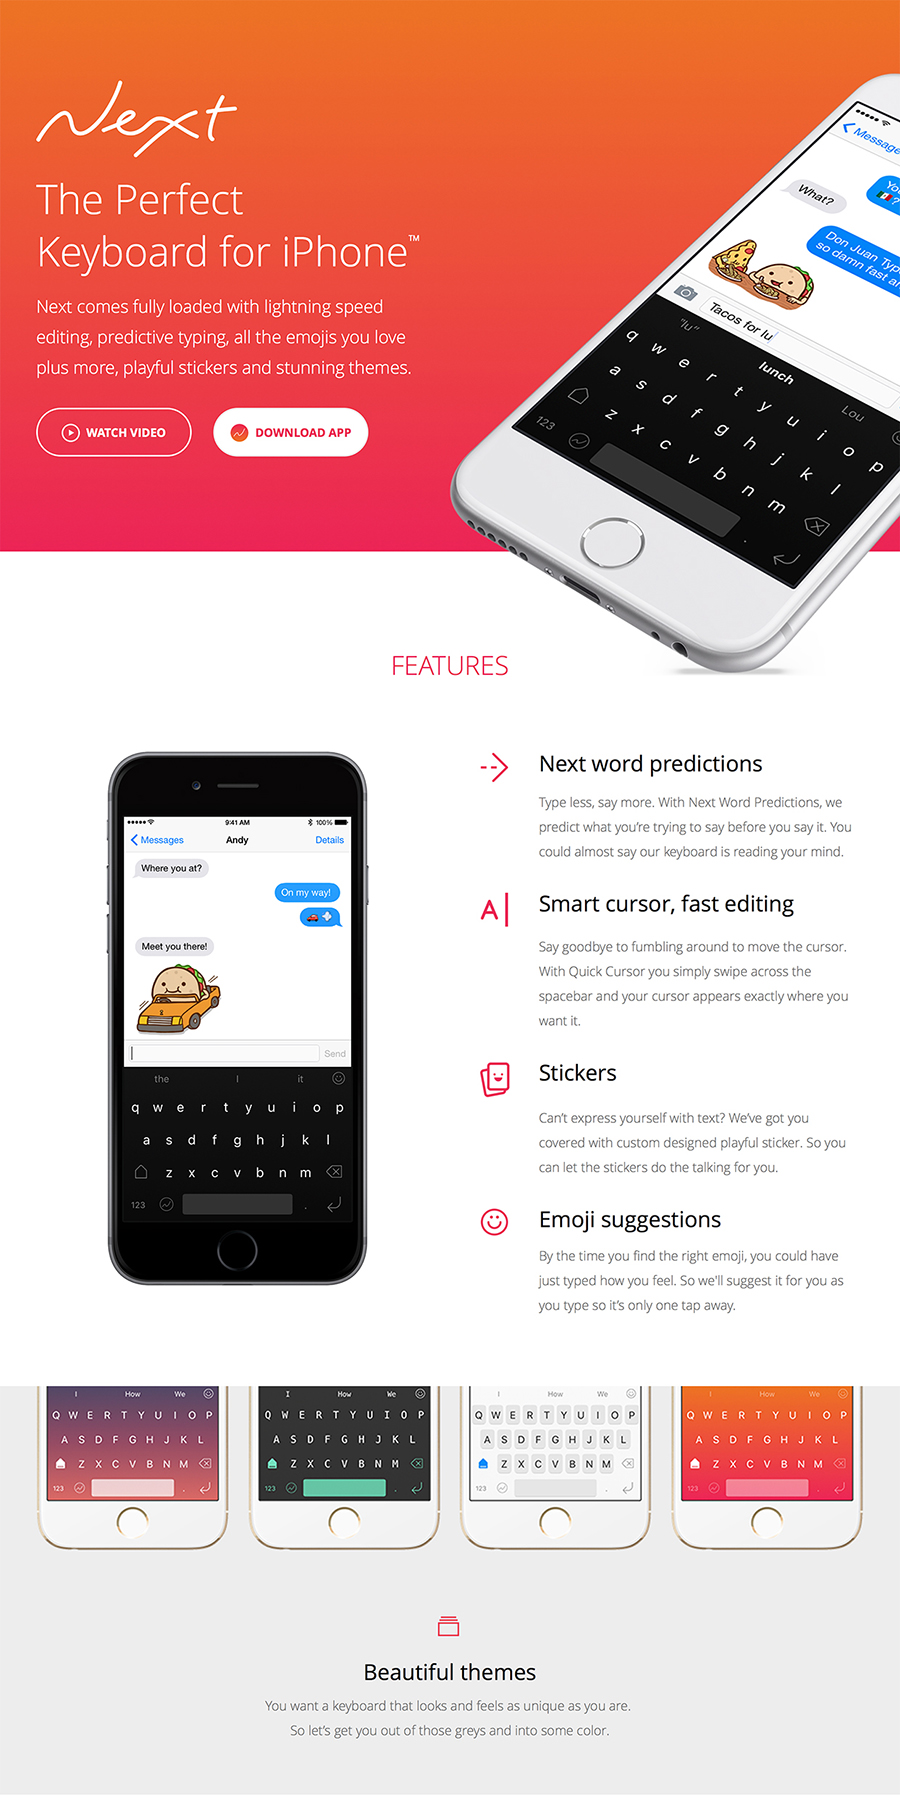 Next
The Perfect
Keyboard for iPhone™
Next comes fully loaded with lightning speed
editing, predictive typing, all the emojis you love
plus more, playful stickers and stunning themes.
WATCH VIDEO
DOWNLOAD APP
Message
What?
You
?
Don Juan Typ
so damn fast a
Tacos for lu
"lu"
lunch
Lou
q w e r t y u i o p
a s d f g h j k l
z x c v b n m
123
.
FEATURES
9:41 AM
100%
Messages
Andy
Details
Where you at?
On my way!
Meet you there!
Send
the
I
it
q w e r t y u i o p
a s d f g h j k l
z x c v b n m
123
.
Next word predictions
Type less, say more. With Next Word Predictions, we
predict what you’re trying to say before you say it. You
could almost say our keyboard is reading your mind.
A
Smart cursor, fast editing
Say goodbye to fumbling around to move the cursor.
With Quick Cursor you simply swipe across the
spacebar and your cursor appears exactly where you
want it.
Stickers
Can’t express yourself with text? We’ve got you
covered with custom designed playful sticker. So you
can let the stickers do the talking for you.
Emoji suggestions
By the time you find the right emoji, you could have
just typed how you feel. So we'll suggest it for you as
you type so it’s only one tap away.
I How We
Q W E R T Y U I O P
A S D F G H J K L
Z X C V B N M
123 .
I How We
Q W E R T Y U I O P
A S D F G H J K L
Z X C V B N M
123 .
I How We
Q W E R T Y U I O P
A S D F G H J K L
Z X C V B N M
123 .
I How We
Q W E R T Y U I O P
A S D F G H J K L
Z X C V B N M
123 .
Beautiful themes
You want a keyboard that looks and feels as unique as you are.
So let’s get you out of those greys and into some color.